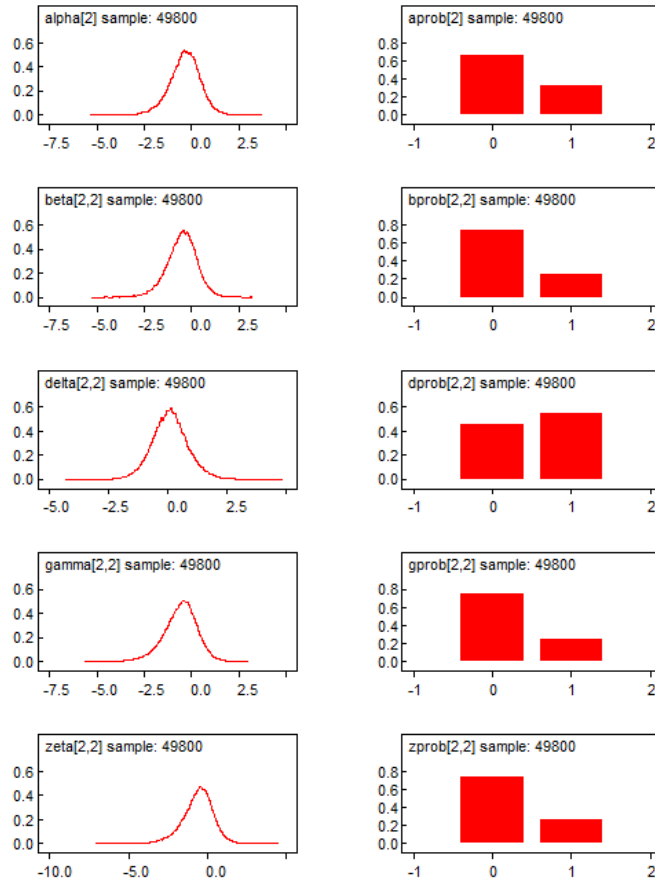 alpha[2] sample: 49800
0.6
0.4
0.2
0.0
-7.5 -5.0 -2.5 0.0 2.5
aprob[2] sample: 49800
0.8
0.6
0.4
0.2
0.0
-1 0 1 2
beta[2,2] sample: 49800
0.6
0.4
0.2
0.0
-7.5 -5.0 -2.5 0.0 2.5
bprob[2,2] sample: 49800
0.8
0.6
0.4
0.2
0.0
-1 0 1 2
delta[2,2] sample: 49800
0.6
0.4
0.2
0.0
-5.0 -2.5 0.0 2.5
dprob[2,2] sample: 49800
0.6
0.4
0.2
0.0
-1 0 1 2
gamma[2,2] sample: 49800
0.6
0.4
0.2
0.0
-7.5 -5.0 -2.5 0.0 2.5
gprob[2,2] sample: 49800
0.8
0.6
0.4
0.2
0.0
-1 0 1 2
zeta[2,2] sample: 49800
0.6
0.4
0.2
0.0
-10.0 -5.0 0.0
zprob[2,2] sample: 49800
0.8
0.6
0.4
0.2
0.0
-1 0 1 2